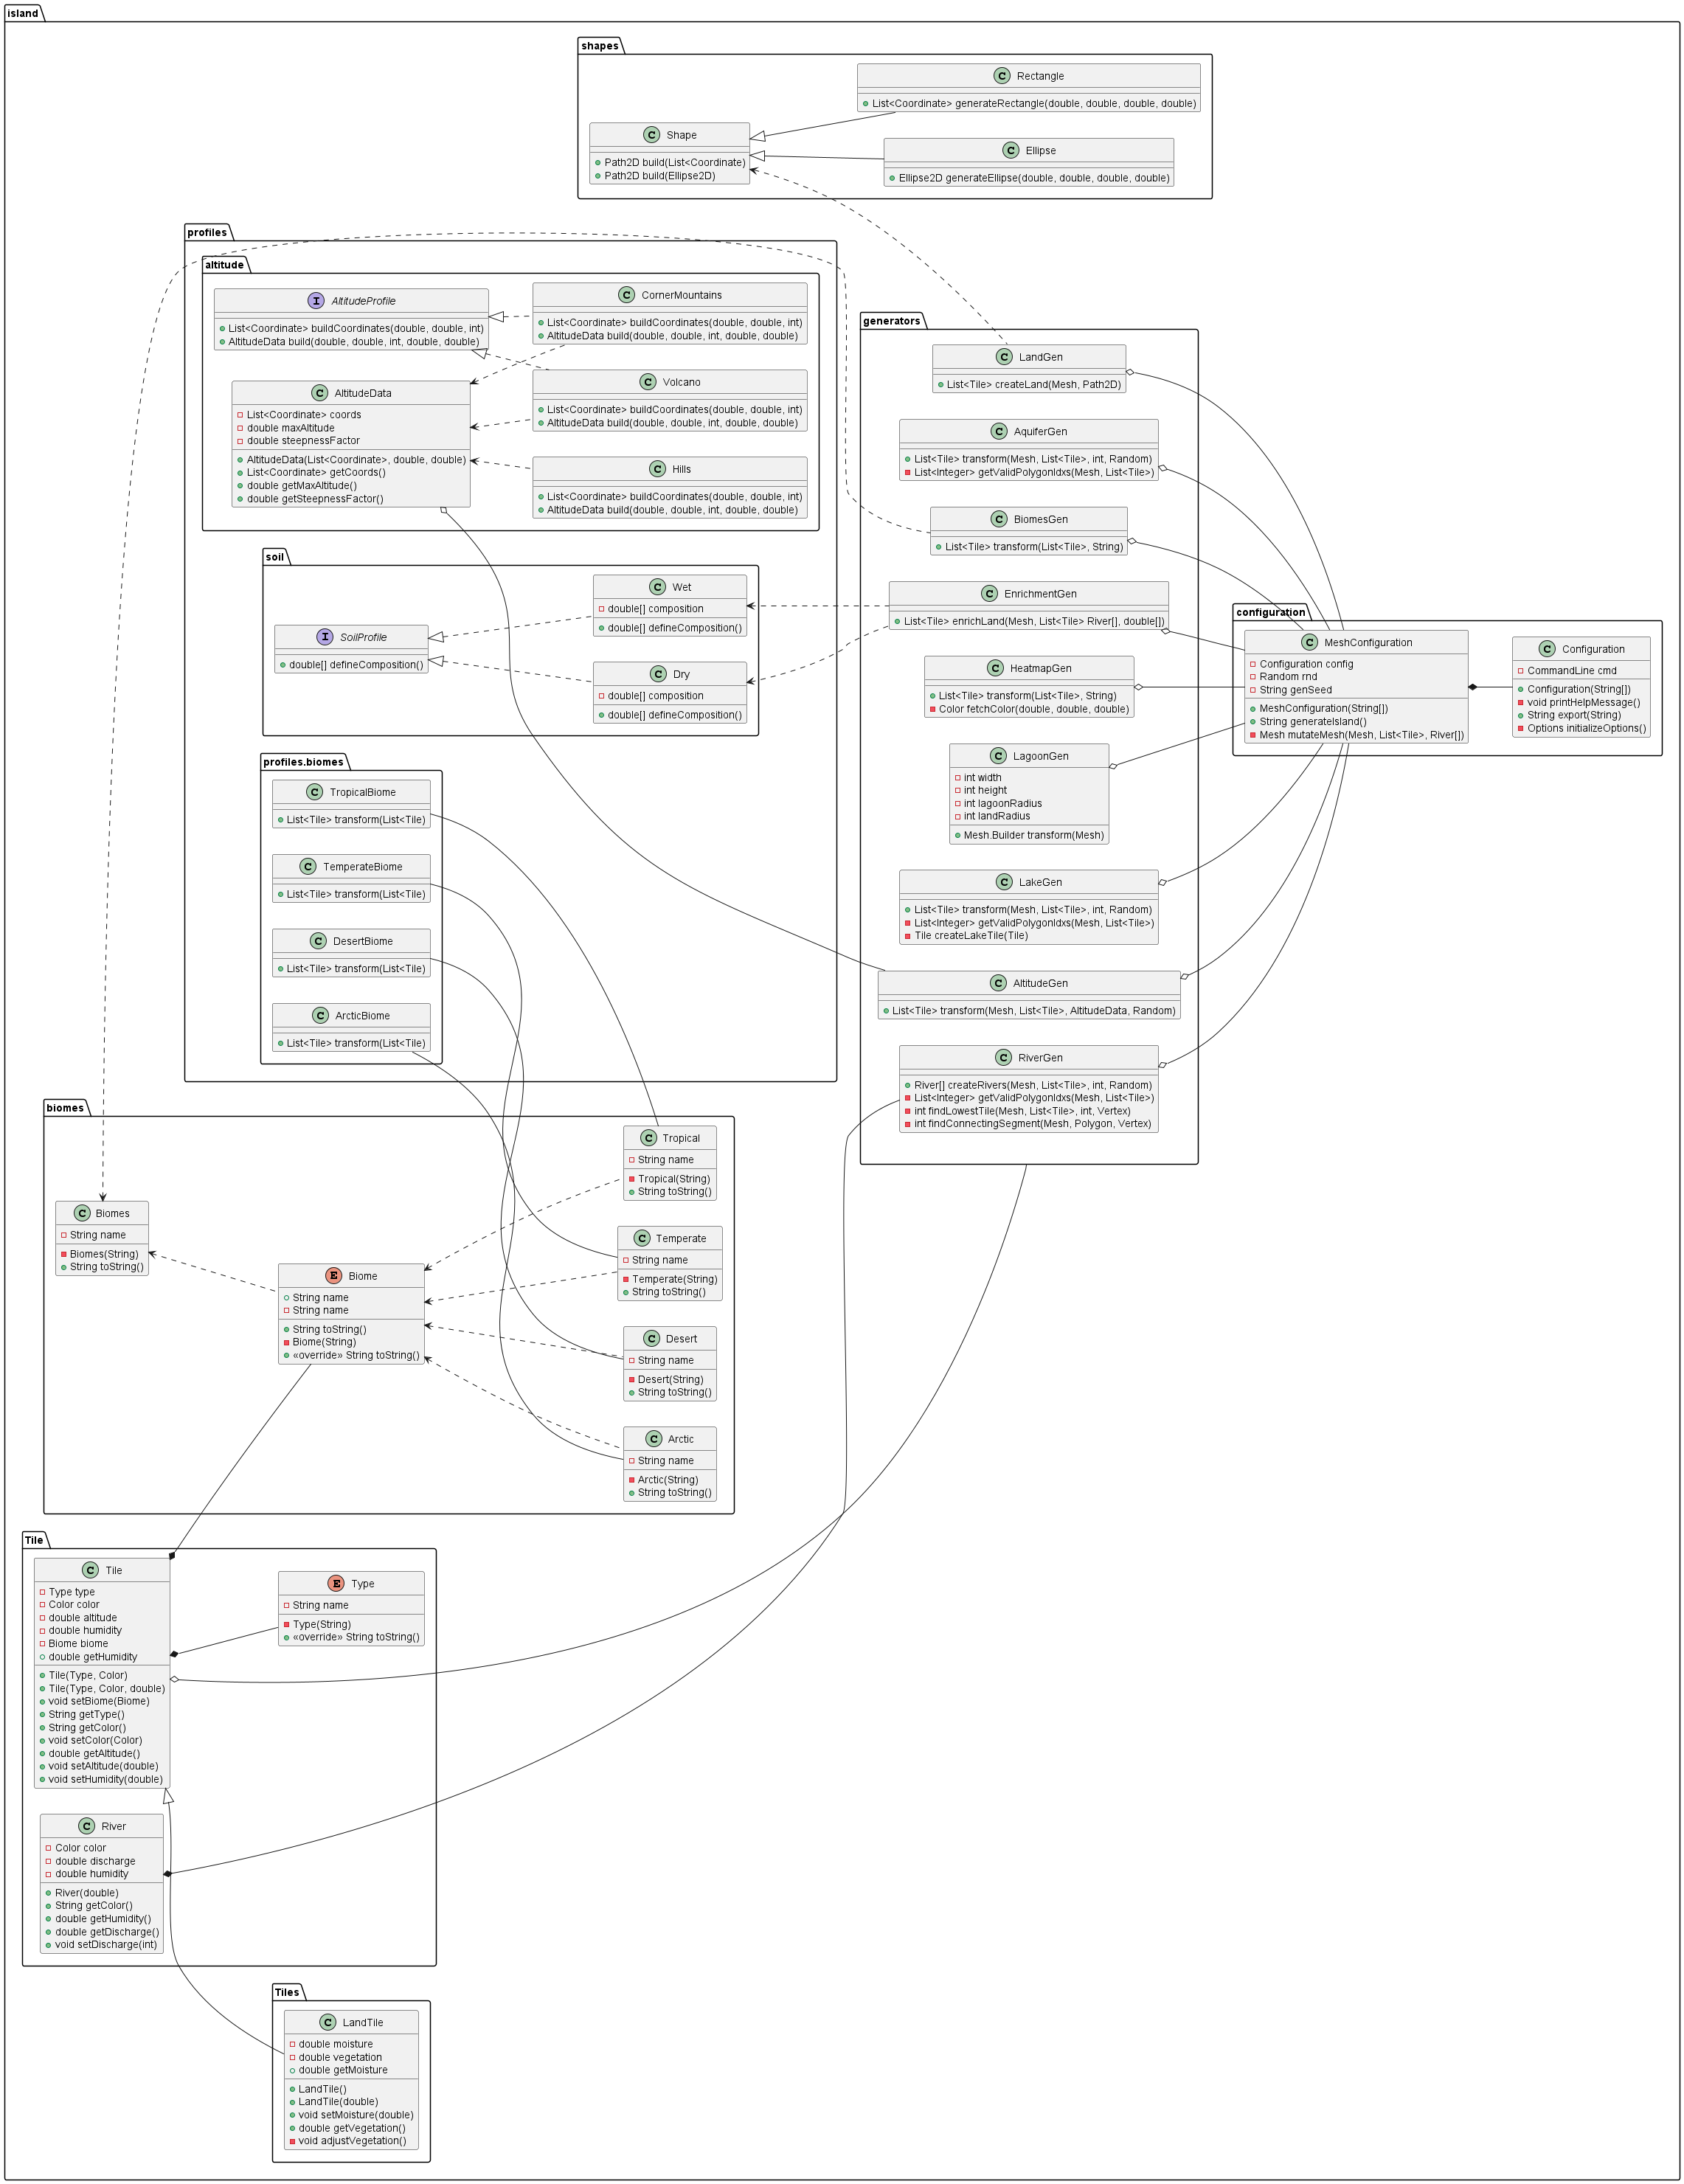 island
shapes
C Rectangle
List<Coordinate> generateRectangle(double, double, double, double)
C Shape
Path2D build(List<Coordinate)
Path2D build(Ellipse2D)
C Ellipse
Ellipse2D generateEllipse(double, double, double, double)
profiles
altitude
I AltitudeProfile
List<Coordinate> buildCoordinates(double, double, int)
AltitudeData build(double, double, int, double, double)
C CornerMountains
List<Coordinate> buildCoordinates(double, double, int)
AltitudeData build(double, double, int, double, double)
C AltitudeData
List<Coordinate> coords
double maxAltitude
double steepnessFactor
AltitudeData(List<Coordinate>, double, double)
List<Coordinate> getCoords()
double getMaxAltitude()
double getSteepnessFactor()
C Volcano
List<Coordinate> buildCoordinates(double, double, int)
AltitudeData build(double, double, int, double, double)
C Hills
List<Coordinate> buildCoordinates(double, double, int)
AltitudeData build(double, double, int, double, double)
soil
I SoilProfile
double[] defineComposition()
C Wet
double[] composition
double[] defineComposition()
C Dry
double[] composition
double[] defineComposition()
profiles.biomes
C TropicalBiome
List<Tile> transform(List<Tile)
C TemperateBiome
List<Tile> transform(List<Tile)
C DesertBiome
List<Tile> transform(List<Tile)
C ArcticBiome
List<Tile> transform(List<Tile)
generators
C LandGen
List<Tile> createLand(Mesh, Path2D)
C AquiferGen
List<Tile> transform(Mesh, List<Tile>, int, Random)
List<Integer> getValidPolygonIdxs(Mesh, List<Tile>)
C BiomesGen
List<Tile> transform(List<Tile>, String)
C EnrichmentGen
List<Tile> enrichLand(Mesh, List<Tile> River[], double[])
C HeatmapGen
List<Tile> transform(List<Tile>, String)
Color fetchColor(double, double, double)
C LagoonGen
int width
int height
int lagoonRadius
int landRadius
Mesh.Builder transform(Mesh)
C LakeGen
List<Tile> transform(Mesh, List<Tile>, int, Random)
List<Integer> getValidPolygonIdxs(Mesh, List<Tile>)
Tile createLakeTile(Tile)
C AltitudeGen
List<Tile> transform(Mesh, List<Tile>, AltitudeData, Random)
C RiverGen
River[] createRivers(Mesh, List<Tile>, int, Random)
List<Integer> getValidPolygonIdxs(Mesh, List<Tile>)
int findLowestTile(Mesh, List<Tile>, int, Vertex)
int findConnectingSegment(Mesh, Polygon, Vertex)
configuration
C MeshConfiguration
Configuration config
Random rnd
String genSeed
MeshConfiguration(String[])
String generateIsland()
Mesh mutateMesh(Mesh, List<Tile>, River[])
C Configuration
CommandLine cmd
Configuration(String[])
void printHelpMessage()
String export(String)
Options initializeOptions()
biomes
C Biomes
String name
Biomes(String)
String toString()
E Biome
String name
String name
String toString()
Biome(String)
«override» String toString()
C Tropical
String name
Tropical(String)
String toString()
C Temperate
String name
Temperate(String)
String toString()
C Desert
String name
Desert(String)
String toString()
C Arctic
String name
Arctic(String)
String toString()
Tile
C Tile
Type type
Color color
double altitude
double humidity
Biome biome
double getHumidity
Tile(Type, Color)
Tile(Type, Color, double)
void setBiome(Biome)
String getType()
String getColor()
void setColor(Color)
double getAltitude()
void setAltitude(double)
void setHumidity(double)
E Type
String name
Type(String)
«override» String toString()
C River
Color color
double discharge
double humidity
River(double)
String getColor()
double getHumidity()
double getDischarge()
void setDischarge(int)
Tiles
C LandTile
double moisture
double vegetation
double getMoisture
LandTile()
LandTile(double)
void setMoisture(double)
double getVegetation()
void adjustVegetation()